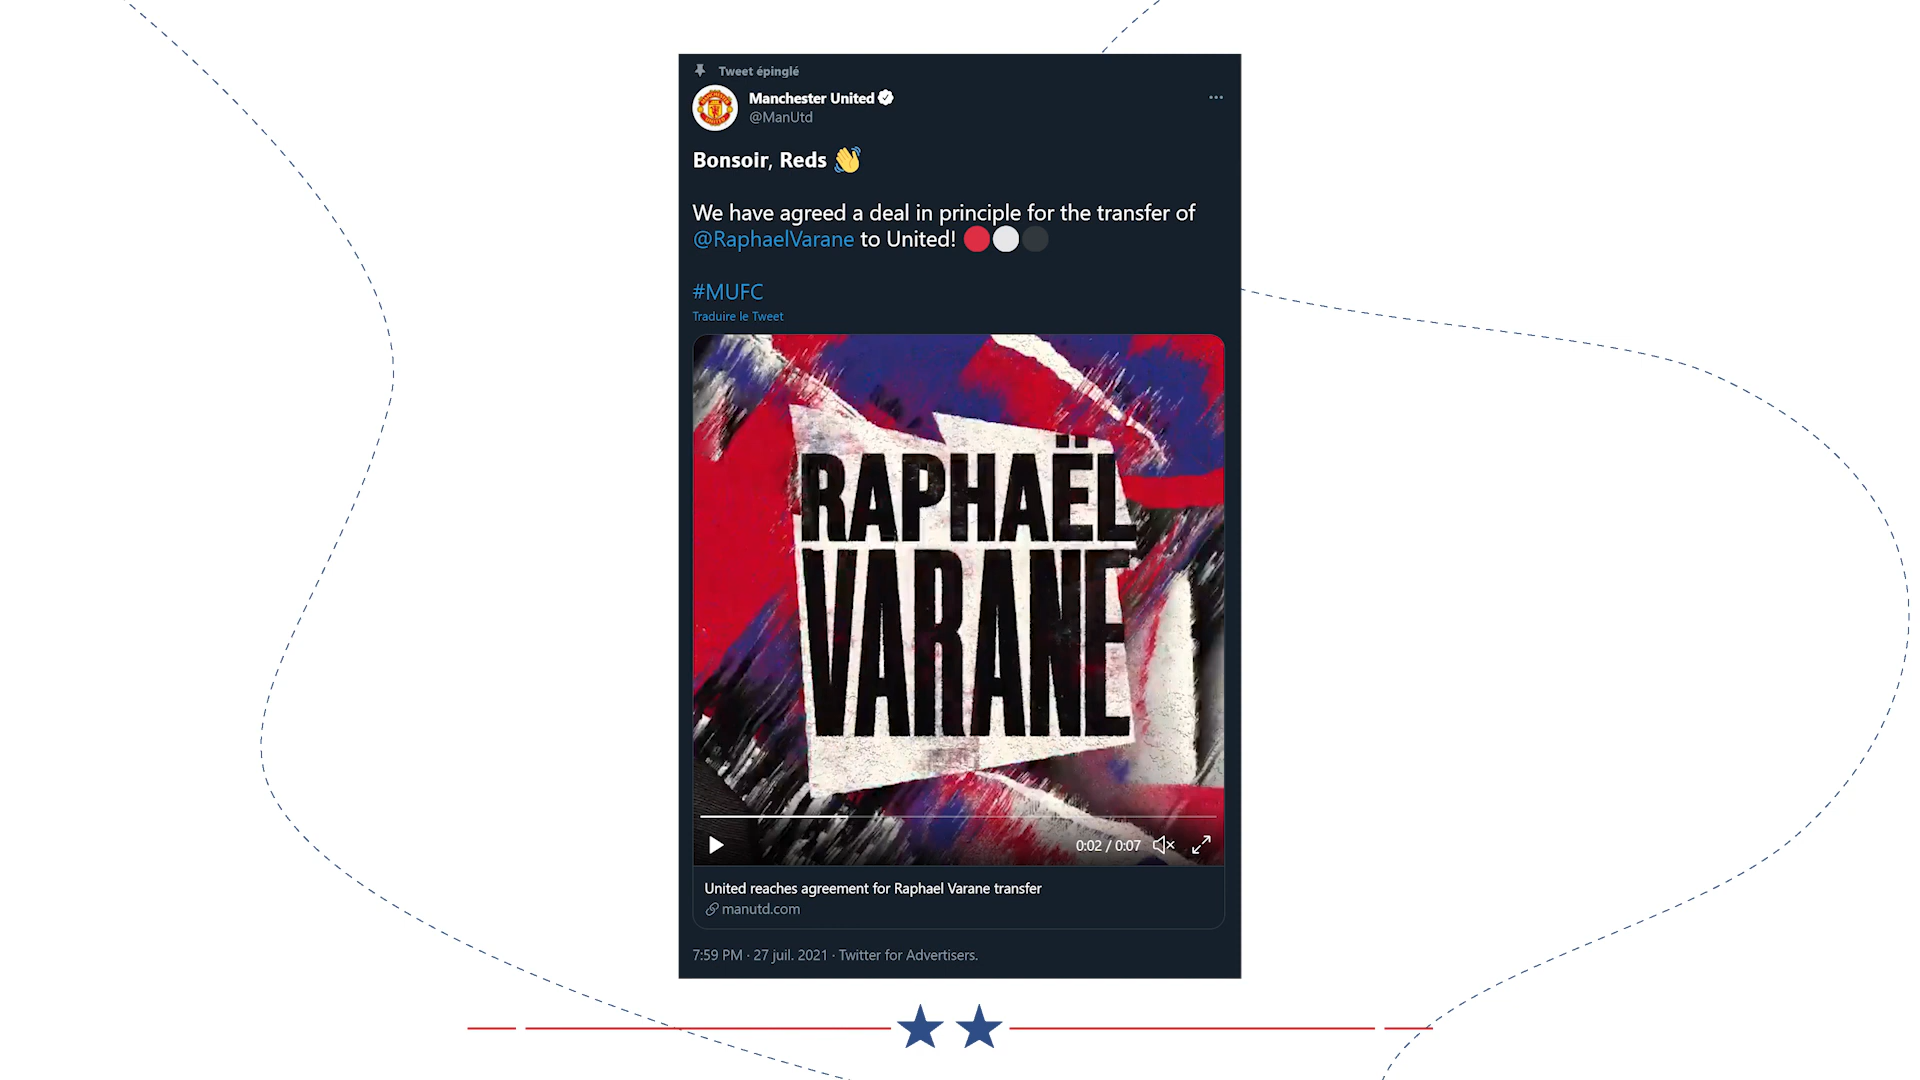 Tweet épinglé
Manchester United
@ManUtd
Bonsoir, Reds 👋
We have agreed a deal in principle for the transfer of
@RaphaelVarane to United! 🔴⚪⚫
#MUFC
Traduire le Tweet
RAPHAËL
VARANE
0:02 / 0:07
United reaches agreement for Raphael Varane transfer
manutd.com
7:59 PM · 27 juil. 2021 · Twitter for Advertisers.